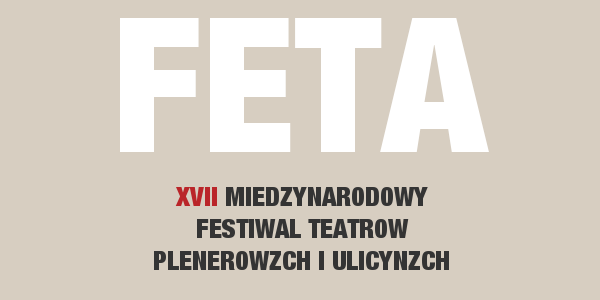 FETA
XVII MIEDZYNARODOWY
FESTIWAL TEATROW
PLENEROWZCH I ULICYNZCH